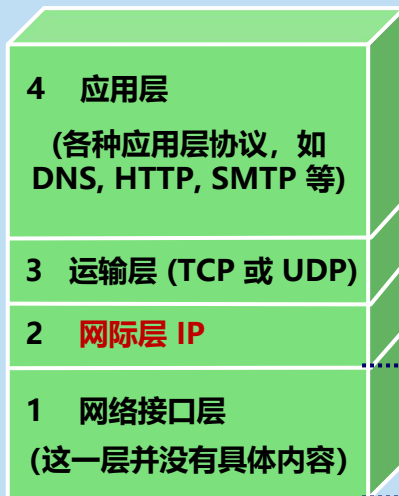 4 应用层
(各种应用层协议，如
DNS, HTTP, SMTP 等)
3 运输层 (TCP 或 UDP)
2 网际层 IP
1 网络接口层
(这一层并没有具体内容)